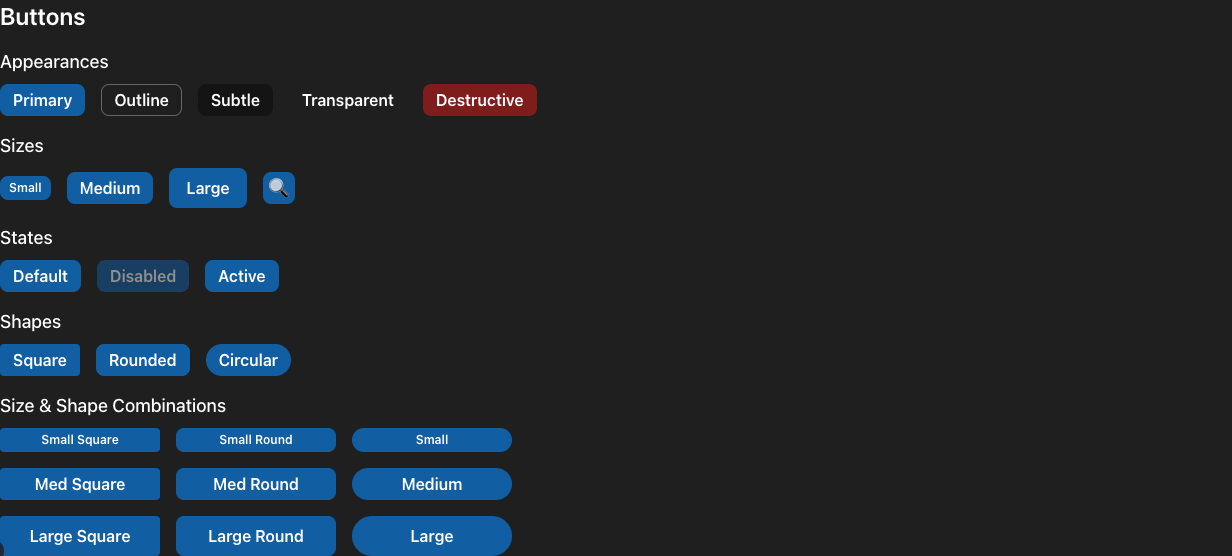 Buttons
Appearances
Primary Outline Subtle Transparent Destructive
Sizes
Small Medium Large
States
Default Disabled Active
Shapes
Square Rounded Circular
Size & Shape Combinations
Small Square Small Round Small
Med Square Med Round Medium
Large Square Large Round Large